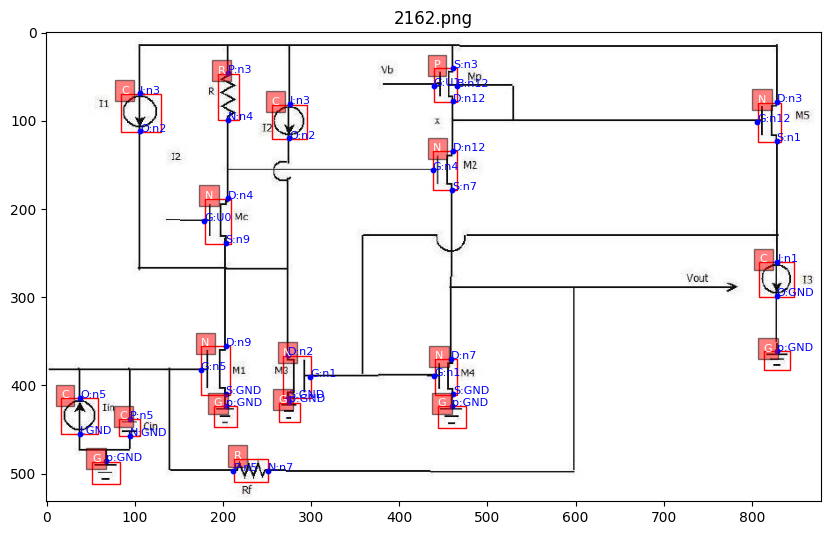 2162.png
0
100
200
300
400
500
0
100
200
300
400
500
600
700
800
P
S:n3
Vb
Mp
B:n12
D:n12
R
P:n3
R
N:n4
C
I:n3
I1
O:n2
C
I:n3
I2
O:n2
I2
x
N
D:n3
G:n12
M5
S:n1
N
D:n12
G:n4
M2
S:n7
N
D:n4
G:U0
Mc
S:n9
C
I:n1
I3
O:GND
Vout
N
D:n9
G:n5
M1
S:GND
G
p:GND
N
D:n2
M3
G:n1
G
p:GND
N
D:n7
G:n1
M4
S:GND
G
p:GND
G
p:GND
C
O:n5
Iin
I:GND
C
P:n5
Cin
N:GND
G
p:GND
R
P:n5
N:n7
Rf